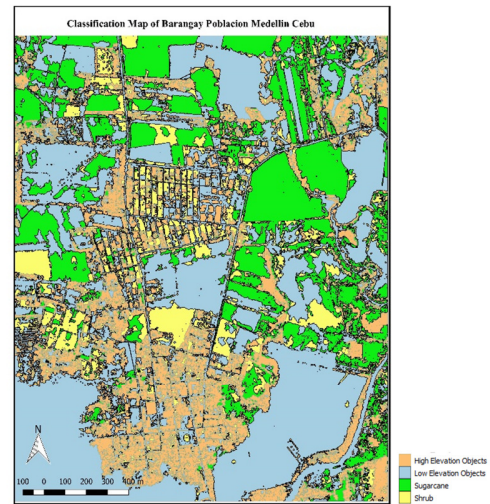 Classification Map of Barangay Poblacion Medellin Cebu
N
100 0 100 200 300 400 m
High Elevation Objects
Low Elevation Objects
Sugarcane
Shrub